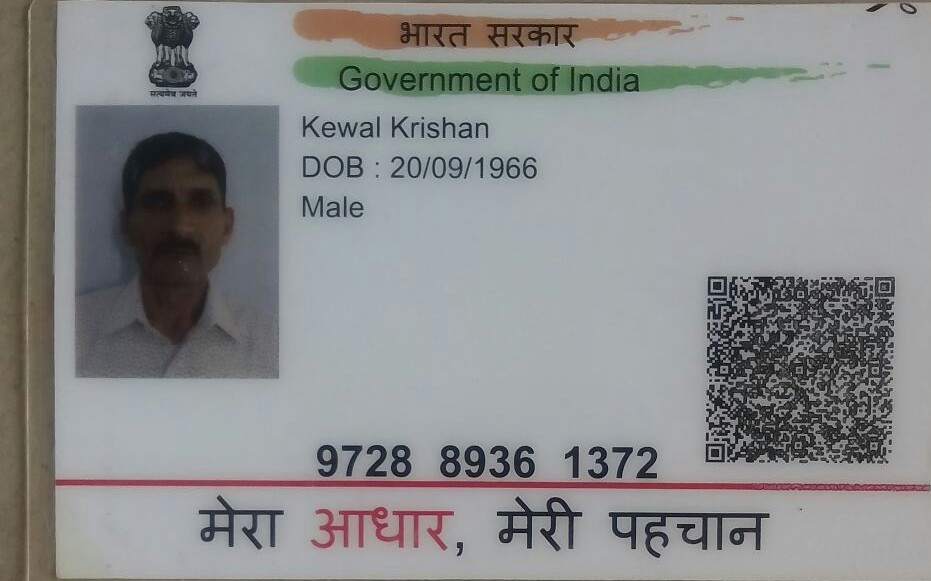 भारत सरकार
Government of India
सत्यमेव जयते
Kewal Krishan
DOB : 20/09/1966
Male
9728 8936 1372
मेरा आधार, मेरी पहचान